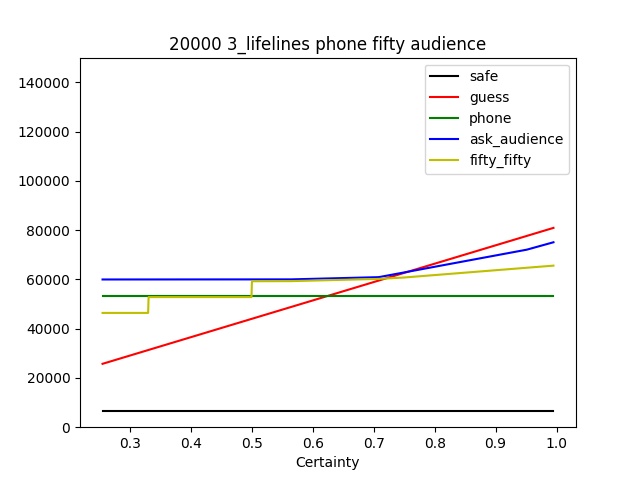 20000 3_lifelines phone fifty audience
140000
120000
100000
80000
60000
40000
20000
0
safe
guess
phone
ask_audience
fifty_fifty
0.3 0.4 0.5 0.6 0.7 0.8 0.9 1.0
Certainty